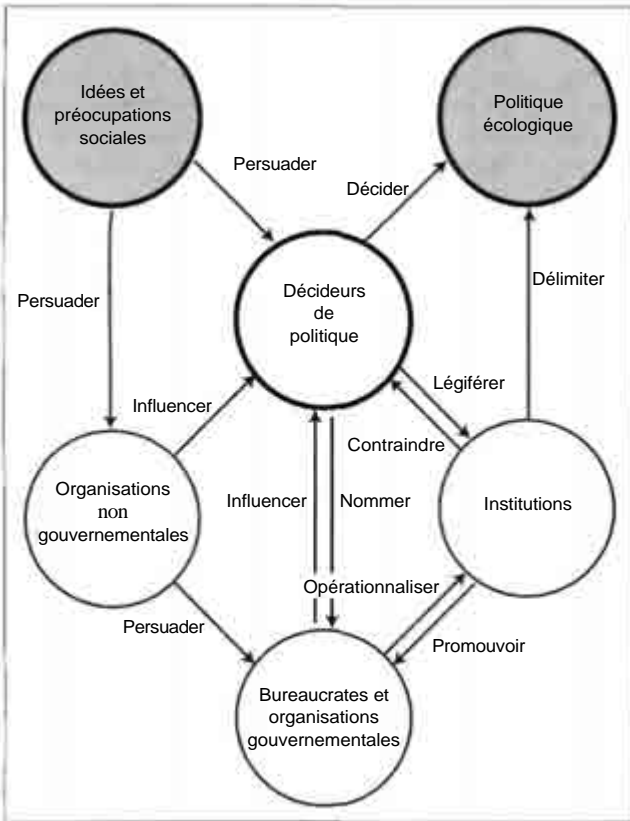 Idées et
préocupations
sociales
Politique
écologique
Persuader
Décider
Persuader
Décideurs
de
politique
Délimiter
Légiférer
Influencer
Contraindre
Organisations
non
gouvernementales
Influencer
Nommer
Institutions
Opérationnaliser
Persuader
Promouvoir
Bureaucrates et
organisations
gouvernementales